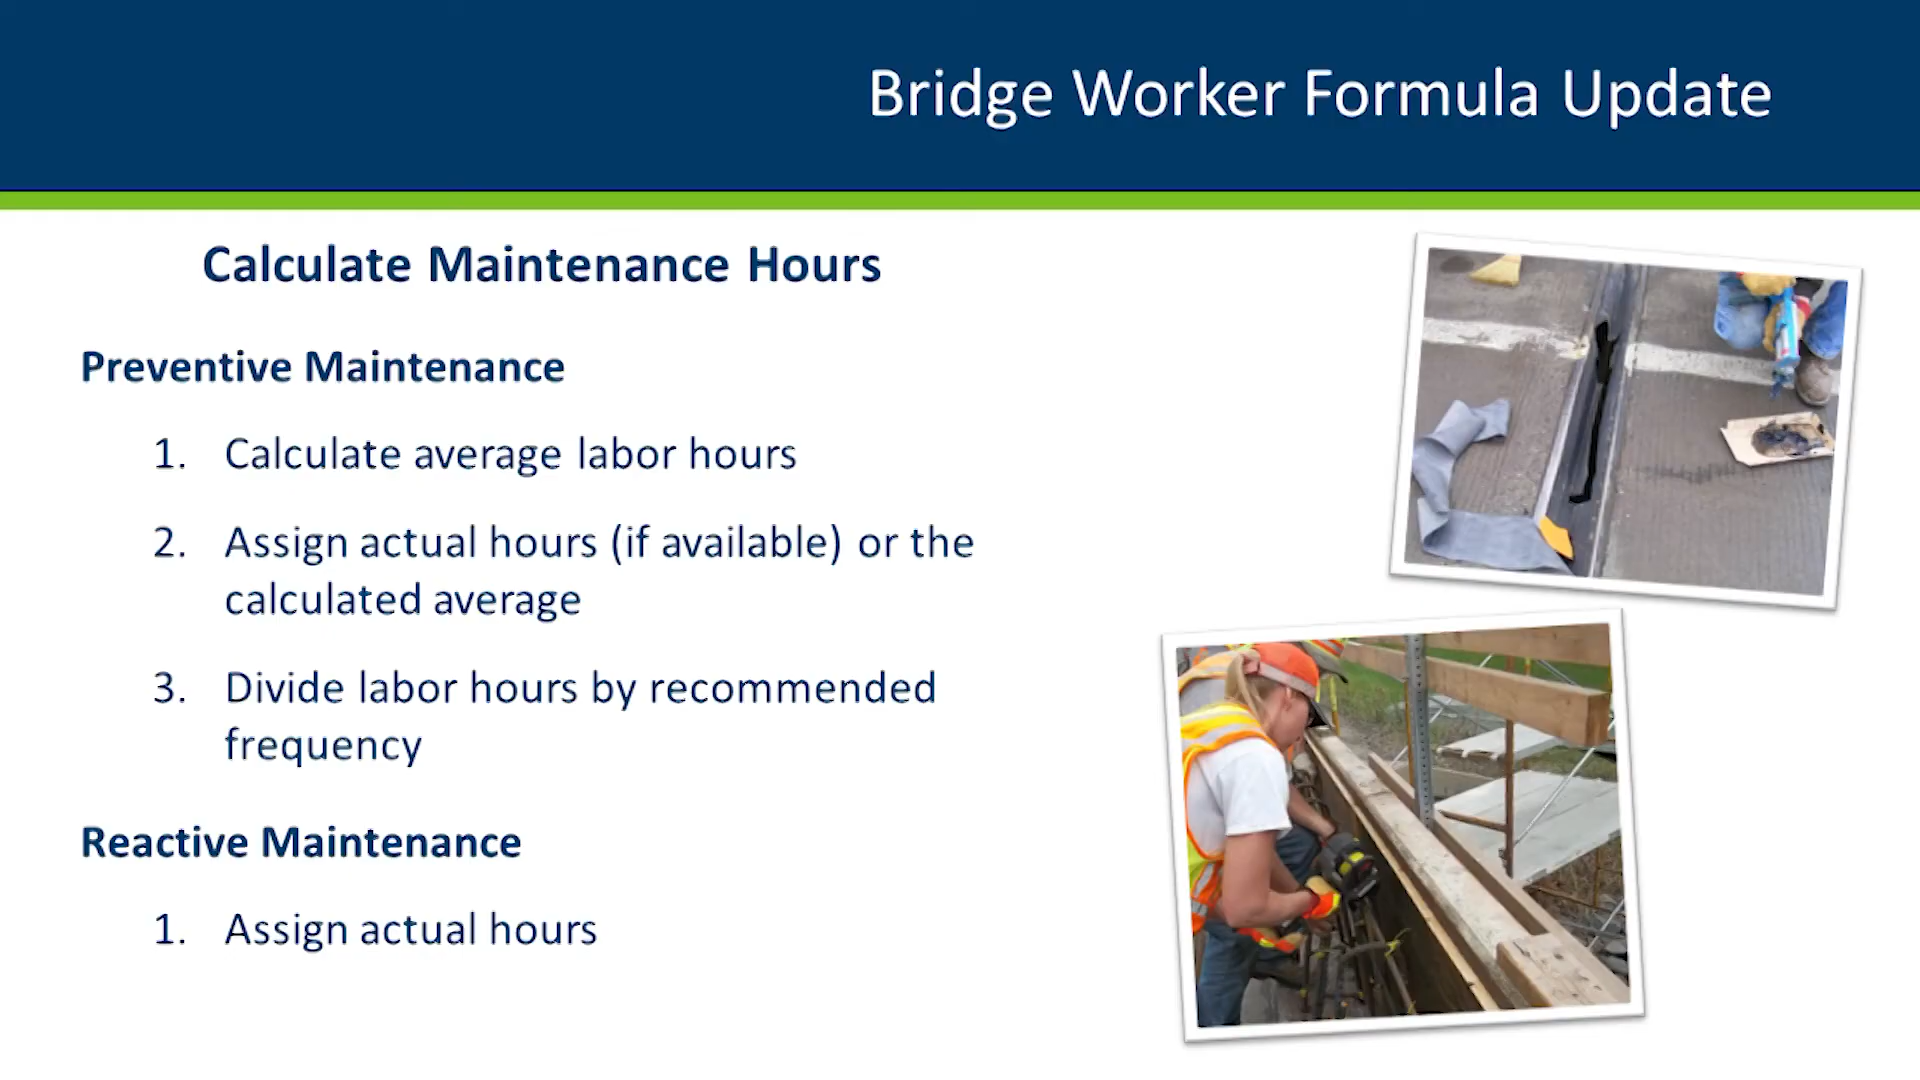 Bridge Worker Formula Update
Calculate Maintenance Hours
Preventive Maintenance
1. Calculate average labor hours
2. Assign actual hours (if available) or the
calculated average
3. Divide labor hours by recommended
frequency
Reactive Maintenance
1. Assign actual hours